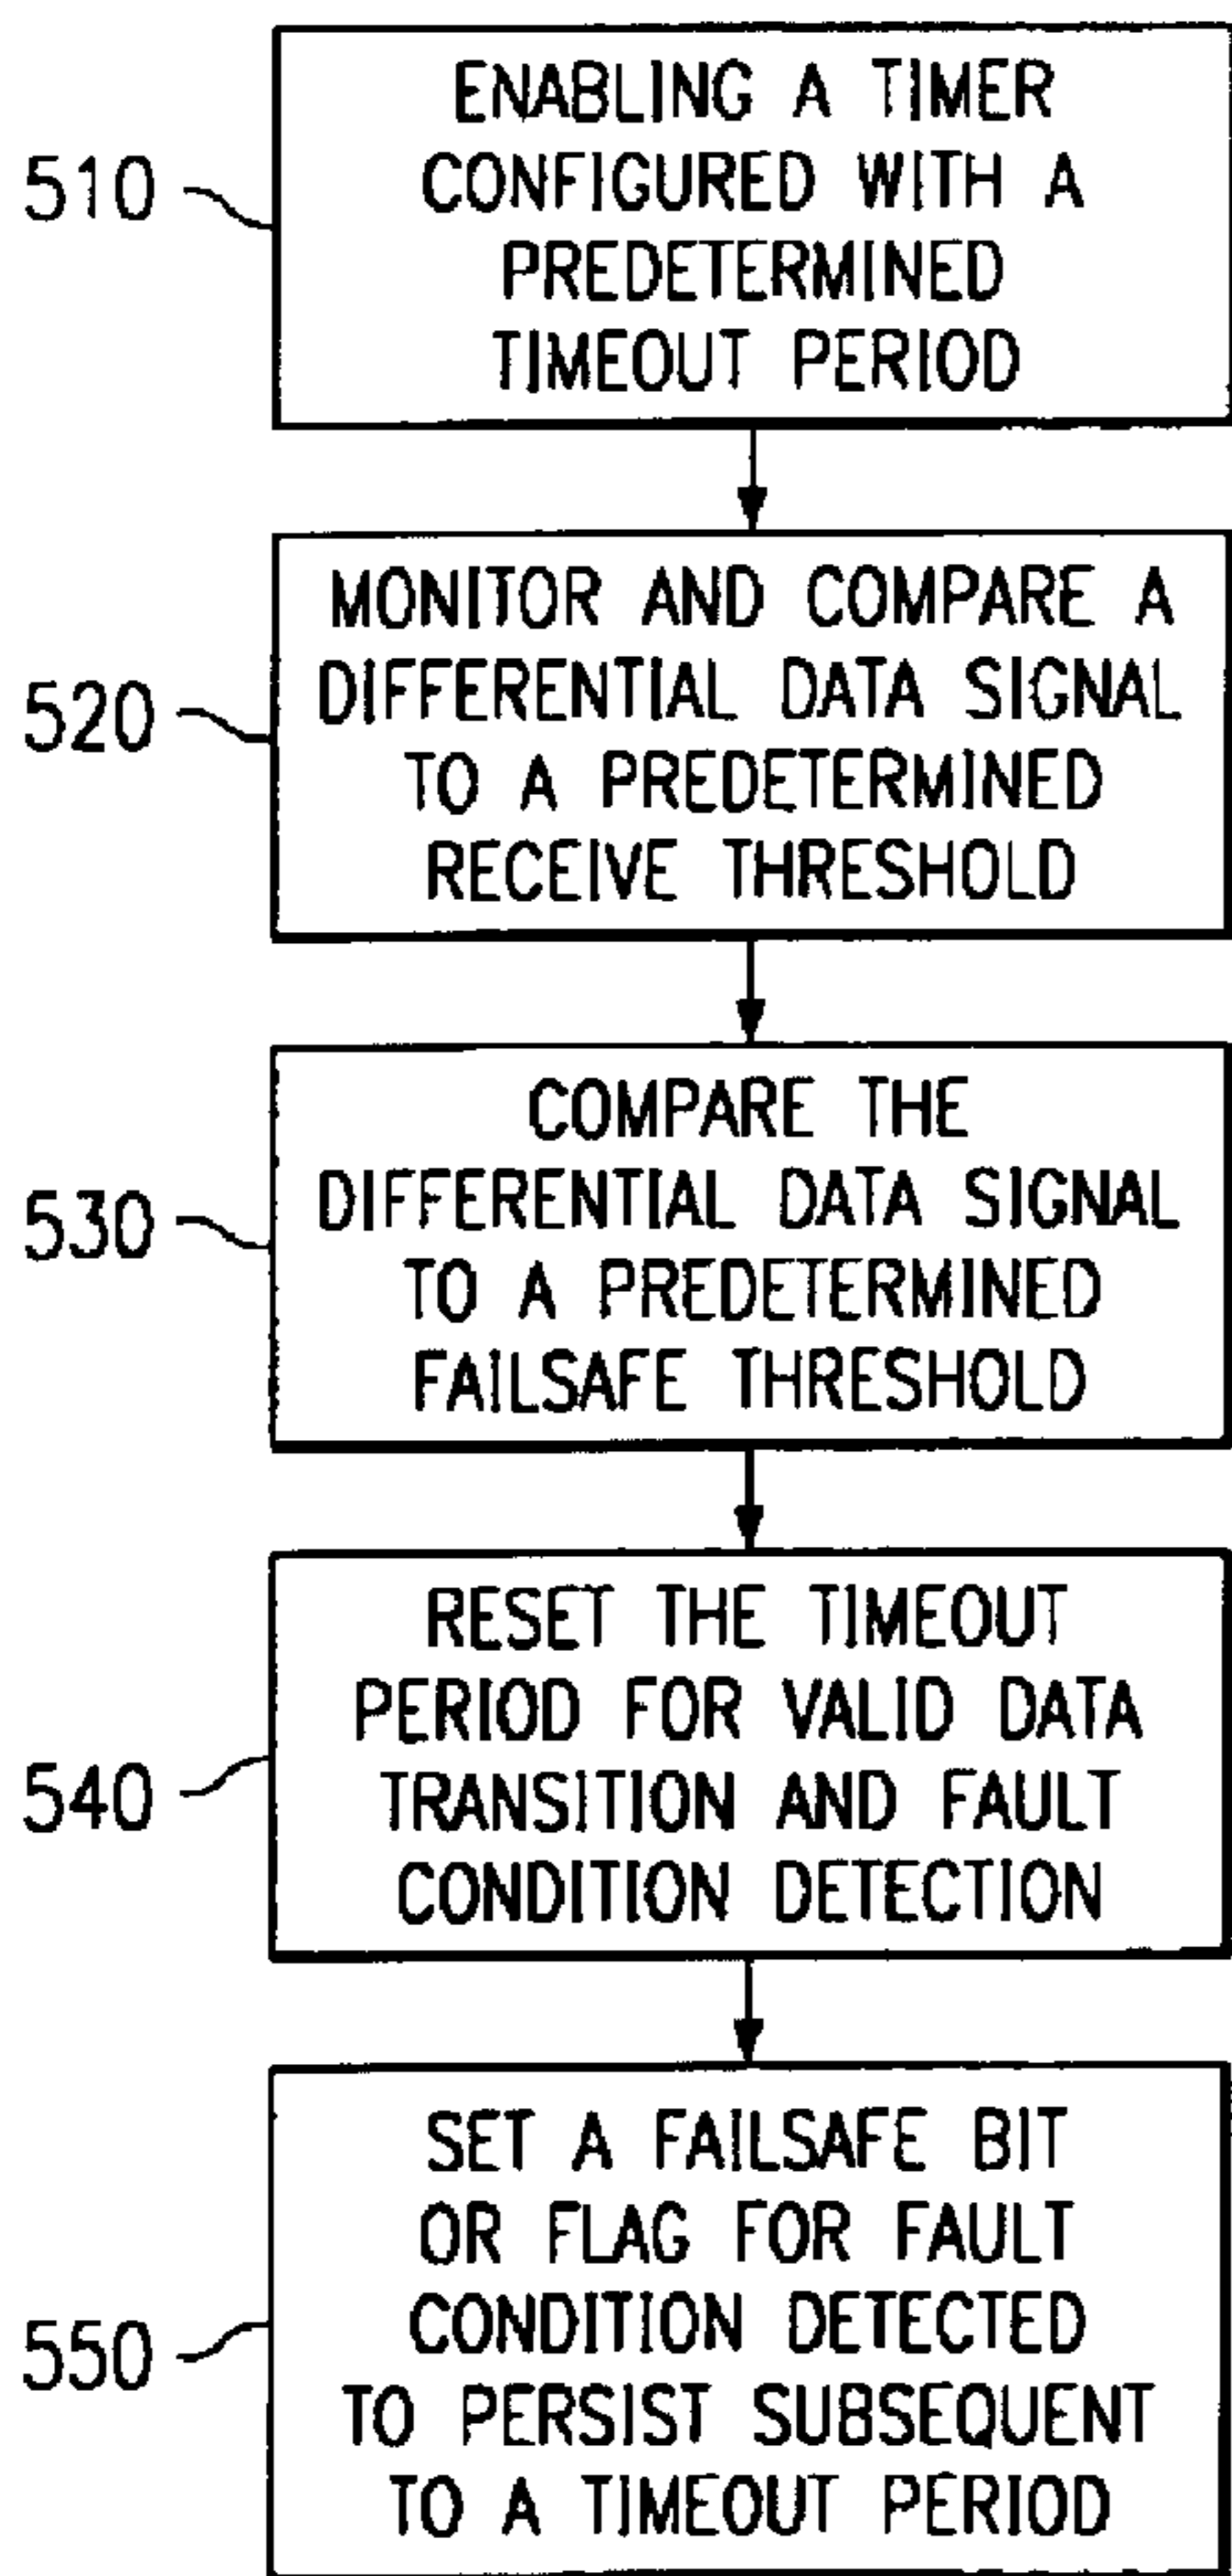 510
ENABLING A TIMER
CONFIGURED WITH A
PREDETERMINED
TIMEOUT PERIOD
520
MONITOR AND COMPARE A
DIFFERENTIAL DATA SIGNAL
TO A PREDETERMINED
RECEIVE THRESHOLD
530
COMPARE THE
DIFFERENTIAL DATA SIGNAL
TO A PREDETERMINED
FAILSAFE THRESHOLD
540
RESET THE TIMEOUT
PERIOD FOR VALID DATA
TRANSITION AND FAULT
CONDITION DETECTION
550
SET A FAILSAFE BIT
OR FLAG FOR FAULT
CONDITION DETECTED
TO PERSIST SUBSEQUENT
TO A TIMEOUT PERIOD